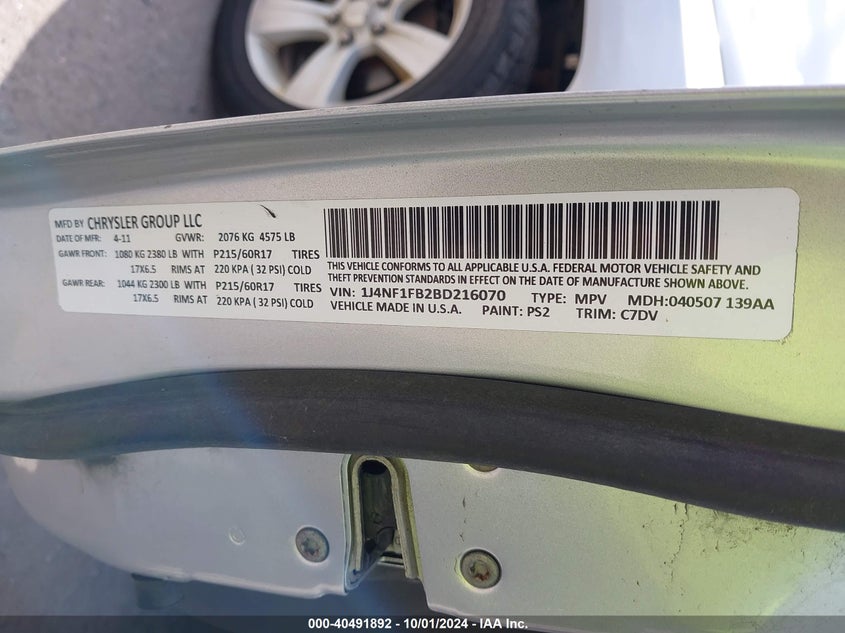 MFD BY CHRYSLER GROUP LLC
DATE OF MFR: 4-11 GVWR: 2076 KG 4575 LB
GAWR FRONT: 1080 KG 2380 LB WITH P215/60R17 TIRES
17X6.5 RIMS AT 220 KPA ( 32 PSI) COLD
GAWR REAR: 1044 KG 2300 LB WITH P215/60R17 TIRES
17X6.5 RIMS AT 220 KPA ( 32 PSI) COLD
THIS VEHICLE CONFORMS TO ALL APPLICABLE U.S.A. FEDERAL MOTOR VEHICLE SAFETY AND
THEFT PREVENTION STANDARDS IN EFFECT ON THE DATE OF MANUFACTURE SHOWN ABOVE.
VIN: 1J4NF1FB2BD216070 TYPE: MPV MDH:040507 139AA
VEHICLE MADE IN U.S.A. PAINT: PS2 TRIM: C7DV
000-40491892 - 10/01/2024 - IAA Inc.